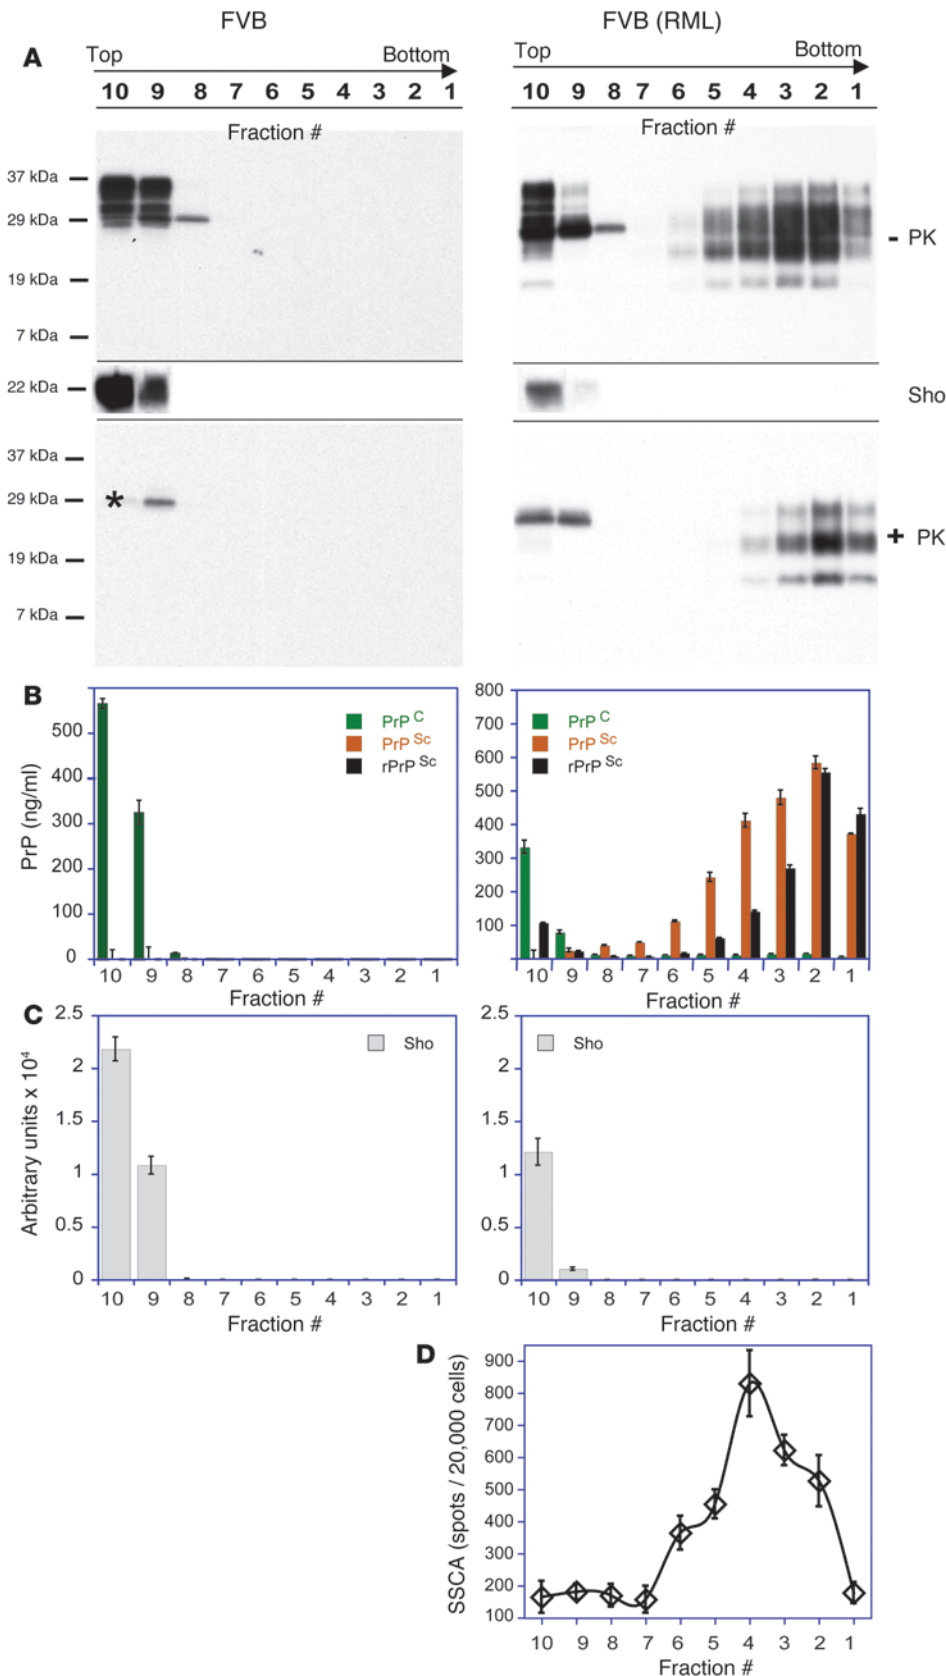 FVB
FVB (RML)
A
Top Bottom
Top Bottom
10 9 8 7 6 5 4 3 2 1
10 9 8 7 6 5 4 3 2 1
Fraction #
Fraction #
37 kDa
29 kDa
19 kDa
7 kDa
- PK
22 kDa
Sho
37 kDa
29 kDa
*
19 kDa
7 kDa
+ PK
B
PrP (ng/ml)
500
400
300
200
100
0
PrP C
PrP Sc
rPrP Sc
10 9 8 7 6 5 4 3 2 1
Fraction #
800
700
600
500
400
300
200
100
PrP C
PrP Sc
rPrP Sc
10 9 8 7 6 5 4 3 2 1
Fraction #
C
Arbitrary units x 10⁴
2.5
2
1.5
1
0.5
0
Sho
10 9 8 7 6 5 4 3 2 1
Fraction #
2.5
2
1.5
1
0.5
0
Sho
10 9 8 7 6 5 4 3 2 1
Fraction #
D
SSCA (spots / 20,000 cells)
900
800
700
600
500
400
300
200
100
10 9 8 7 6 5 4 3 2 1
Fraction #